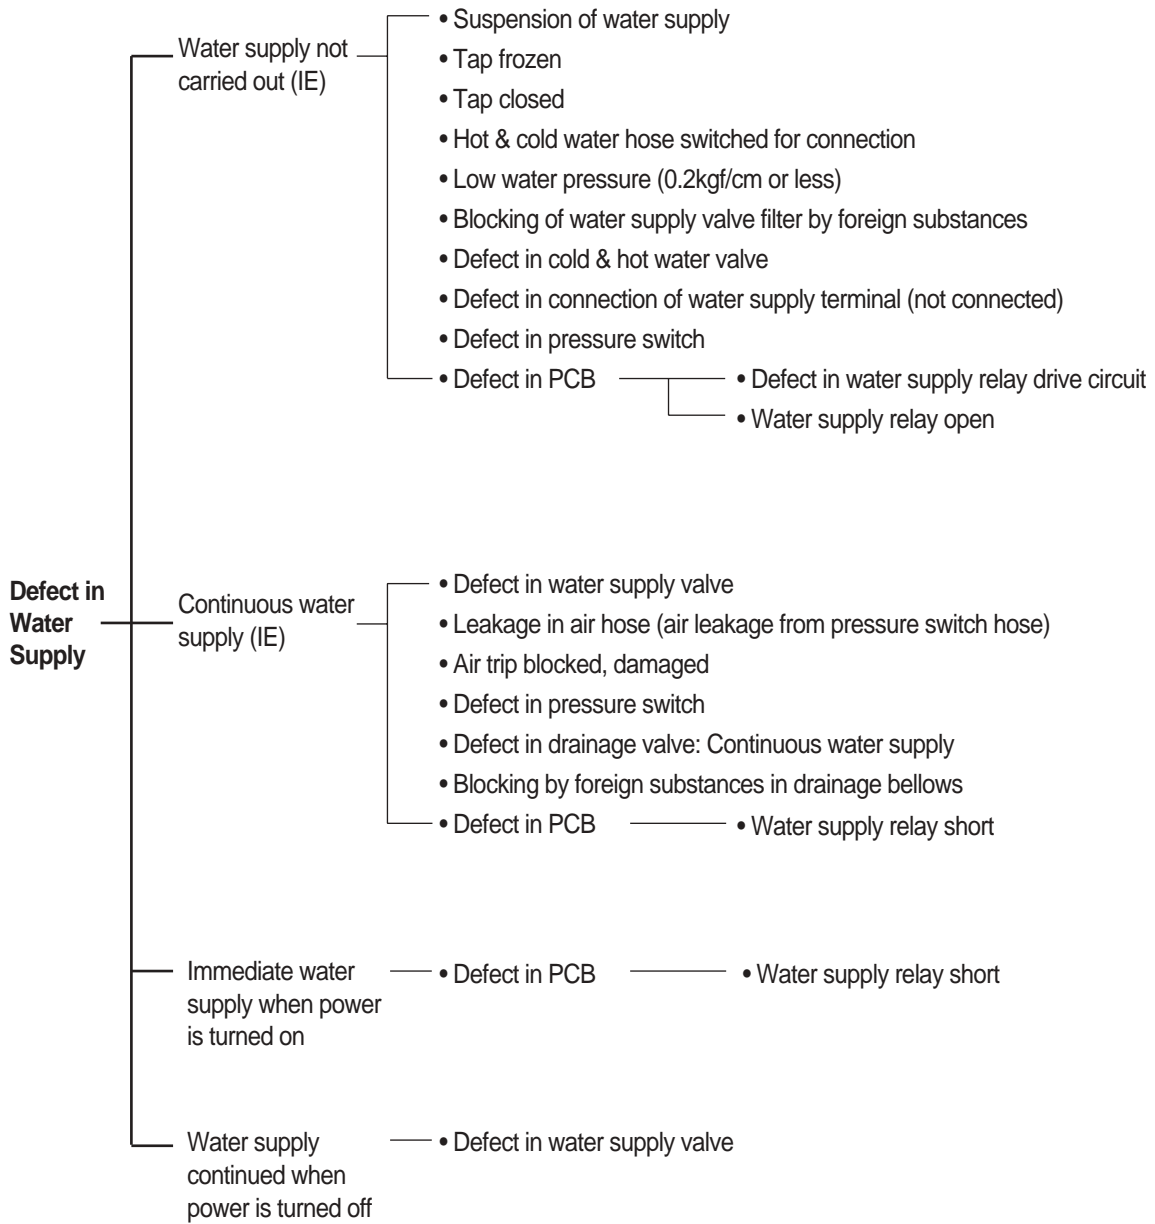 Defect in
Water
Supply
Water supply not
carried out (IE)
• Suspension of water supply
• Tap frozen
• Tap closed
• Hot & cold water hose switched for connection
• Low water pressure (0.2kgf/cm or less)
• Blocking of water supply valve filter by foreign substances
• Defect in cold & hot water valve
• Defect in connection of water supply terminal (not connected)
• Defect in pressure switch
• Defect in PCB
• Defect in water supply relay drive circuit
• Water supply relay open
Continuous water
supply (IE)
• Defect in water supply valve
• Leakage in air hose (air leakage from pressure switch hose)
• Air trip blocked, damaged
• Defect in pressure switch
• Defect in drainage valve: Continuous water supply
• Blocking by foreign substances in drainage bellows
• Defect in PCB
• Water supply relay short
Immediate water
supply when power
is turned on
• Defect in PCB
• Water supply relay short
Water supply
continued when
power is turned off
• Defect in water supply valve